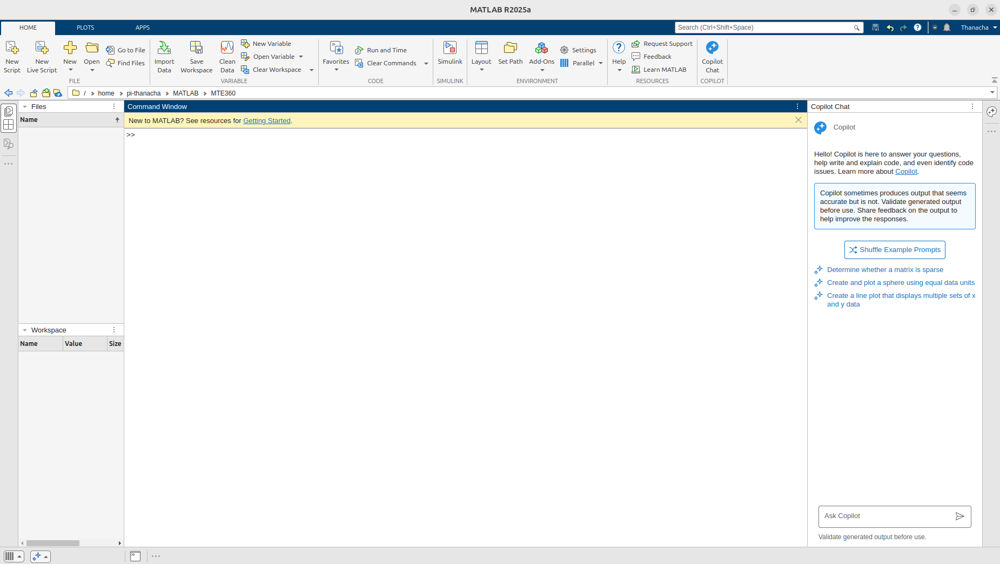 MATLAB R2025a
HOME
PLOTS
APPS
Search (Ctrl+Shift+Space)
Thanacha
New Script
New Live Script
New
Open
Go to File
Find Files
FILE
Import Data
Save Workspace
Clean Data
New Variable
Open Variable
Clear Workspace
VARIABLE
Favorites
Run and Time
Clear Commands
CODE
Simulink
SIMULINK
Layout
Set Path
Add-Ons
Settings
Parallel
ENVIRONMENT
Help
Request Support
Feedback
Learn MATLAB
RESOURCES
Copilot Chat
COPILOT
/ home pi-thanacha MATLAB MTE360
Files
Name
Workspace
Name Value Size
Command Window
New to MATLAB? See resources for Getting Started.
>>
Copilot Chat
Copilot
Hello! Copilot is here to answer your questions,
help write and explain code, and even identify code
issues. Learn more about Copilot.
Copilot sometimes produces output that seems
accurate but is not. Validate generated output
before use. Share feedback on the output to
help improve the responses.
Shuffle Example Prompts
Determine whether a matrix is sparse
Create and plot a sphere using equal data units
Create a line plot that displays multiple sets of x
and y data
Ask Copilot
Validate generated output before use.